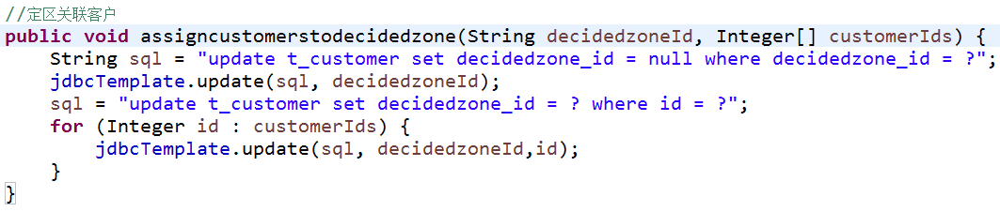 //定区关联客户
public void assigncustomerstodecidedzone(String decidedzoneId, Integer[] customerIds) {
    String sql = "update t_customer set decidedzone_id = null where decidedzone_id = ?";
    jdbcTemplate.update(sql, decidedzoneId);
    sql = "update t_customer set decidedzone_id = ? where id = ?";
    for (Integer id : customerIds) {
        jdbcTemplate.update(sql, decidedzoneId,id);
    }
}